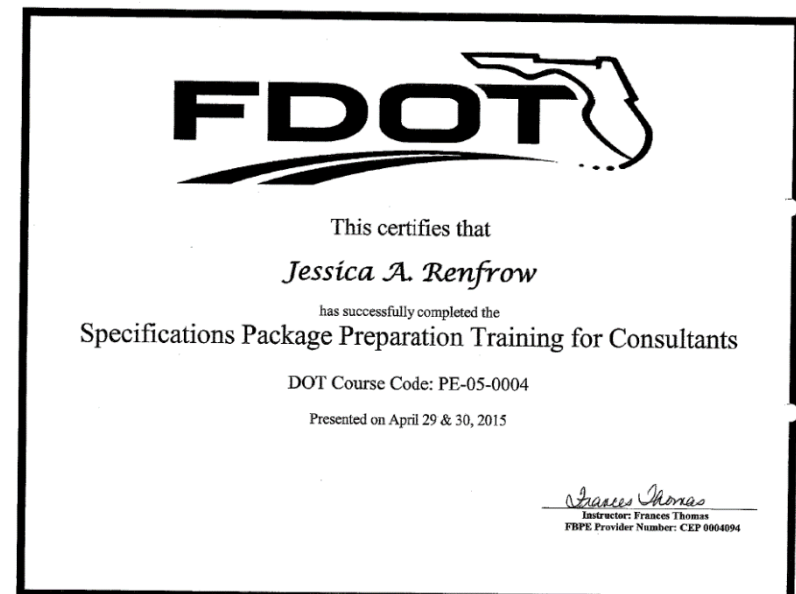 FDOT
This certifies that
Jessica A. Renfrow
has successfully completed the
Specifications Package Preparation Training for Consultants
DOT Course Code: PE-05-0004
Presented on April 29 & 30, 2015
Frances Thomas
Instructor: Frances Thomas
FBPE Provider Number: CEP 0004094